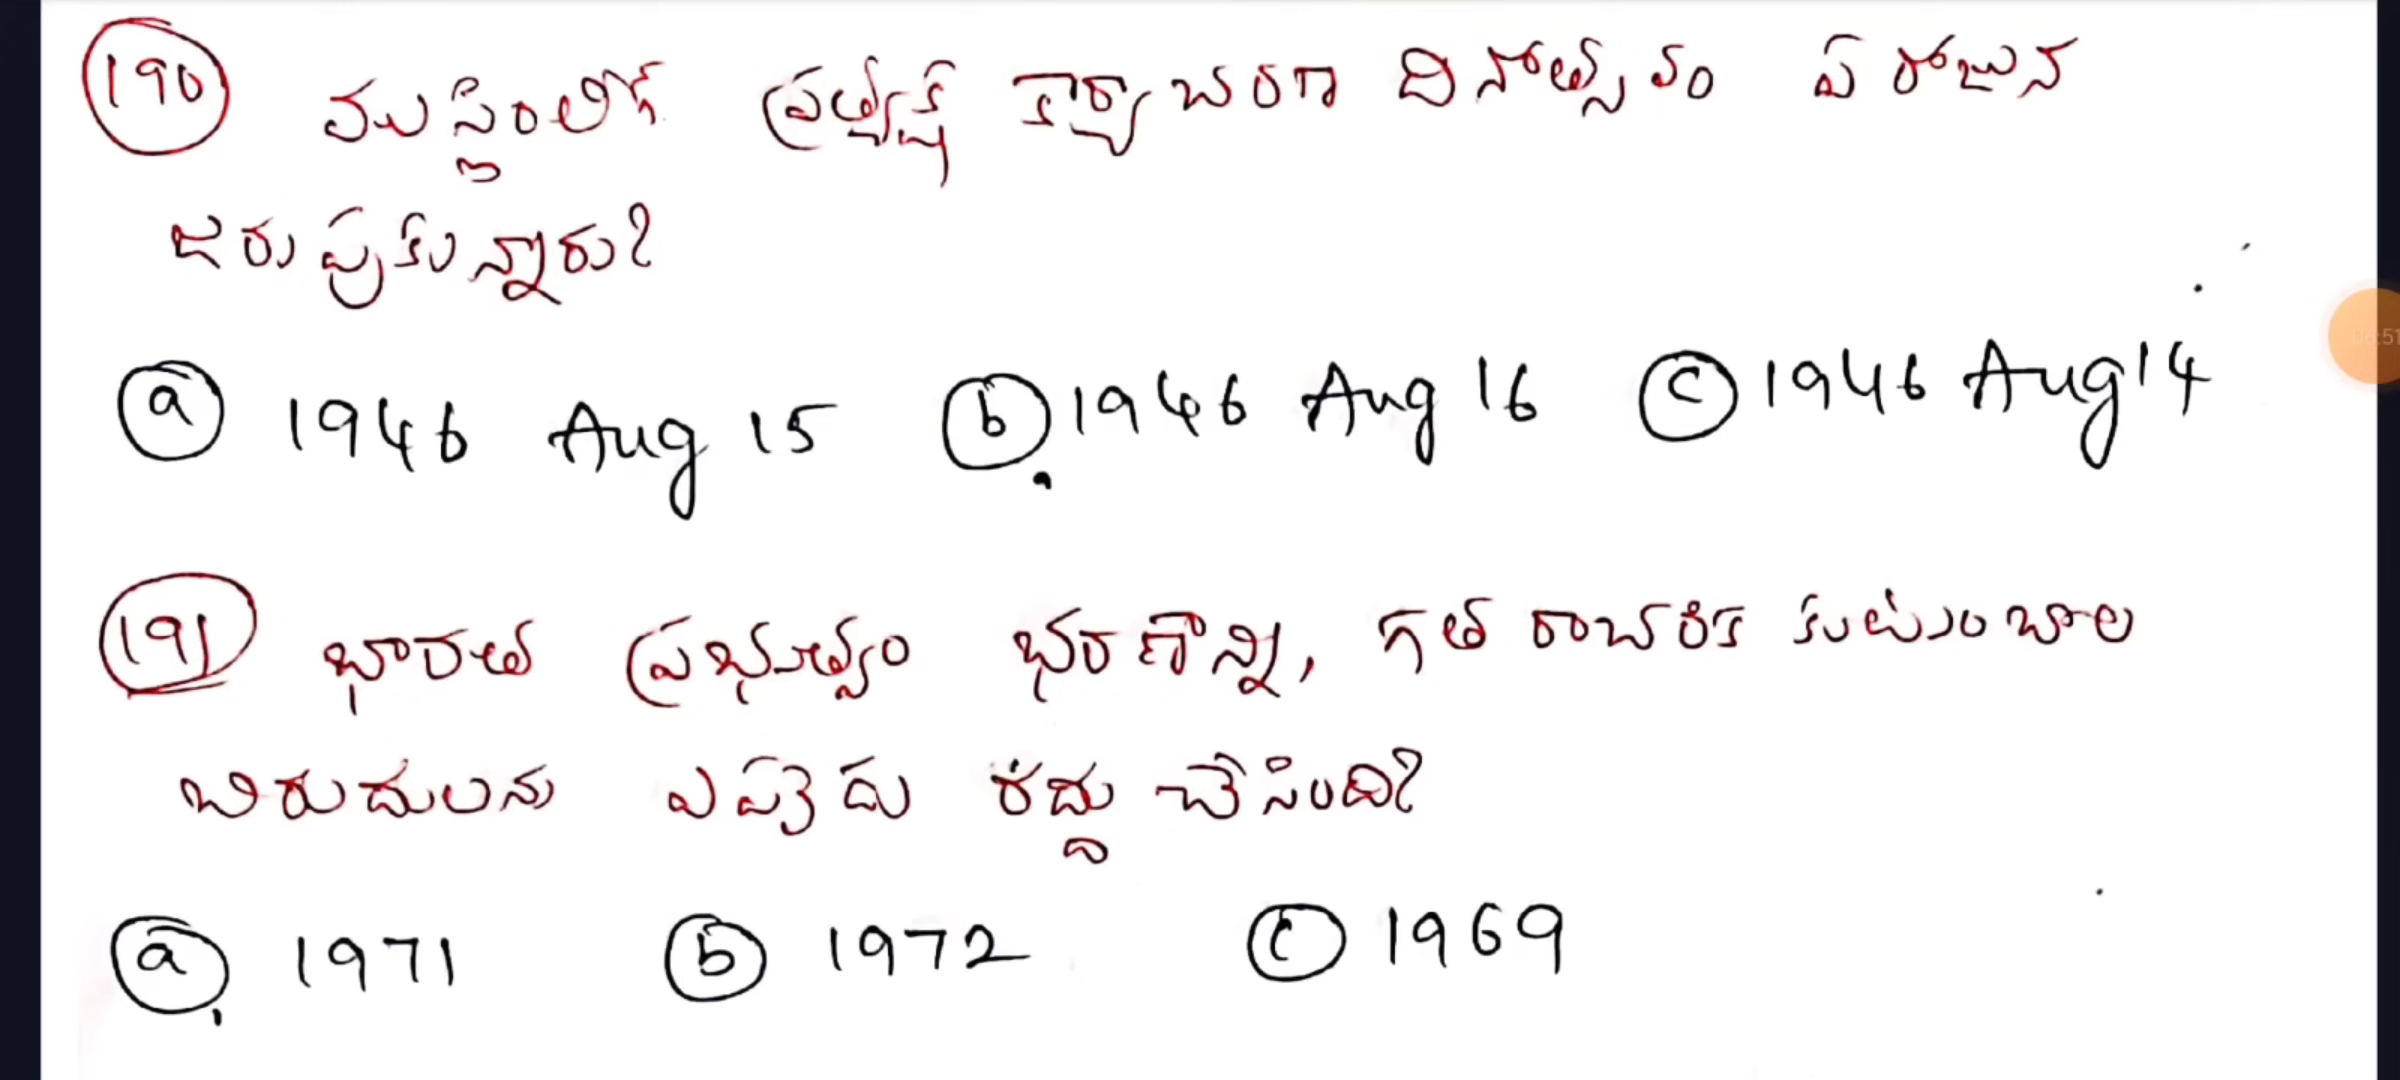 190 ముస్లింలీగ్ ప్రత్యక్ష కార్యాచరణ దినోత్సవం ఏ రోజున
జరుపుకున్నారు?
a 1946 Aug 15 b 1946 Aug 16 c 1946 Aug 14
191 భారత ప్రభుత్వం భరణాన్ని, గత రాచరిక కుటుంబాల
బిరుదులను ఎప్పుడు రద్దు చేసింది?
a 1971 b 1972 c 1969